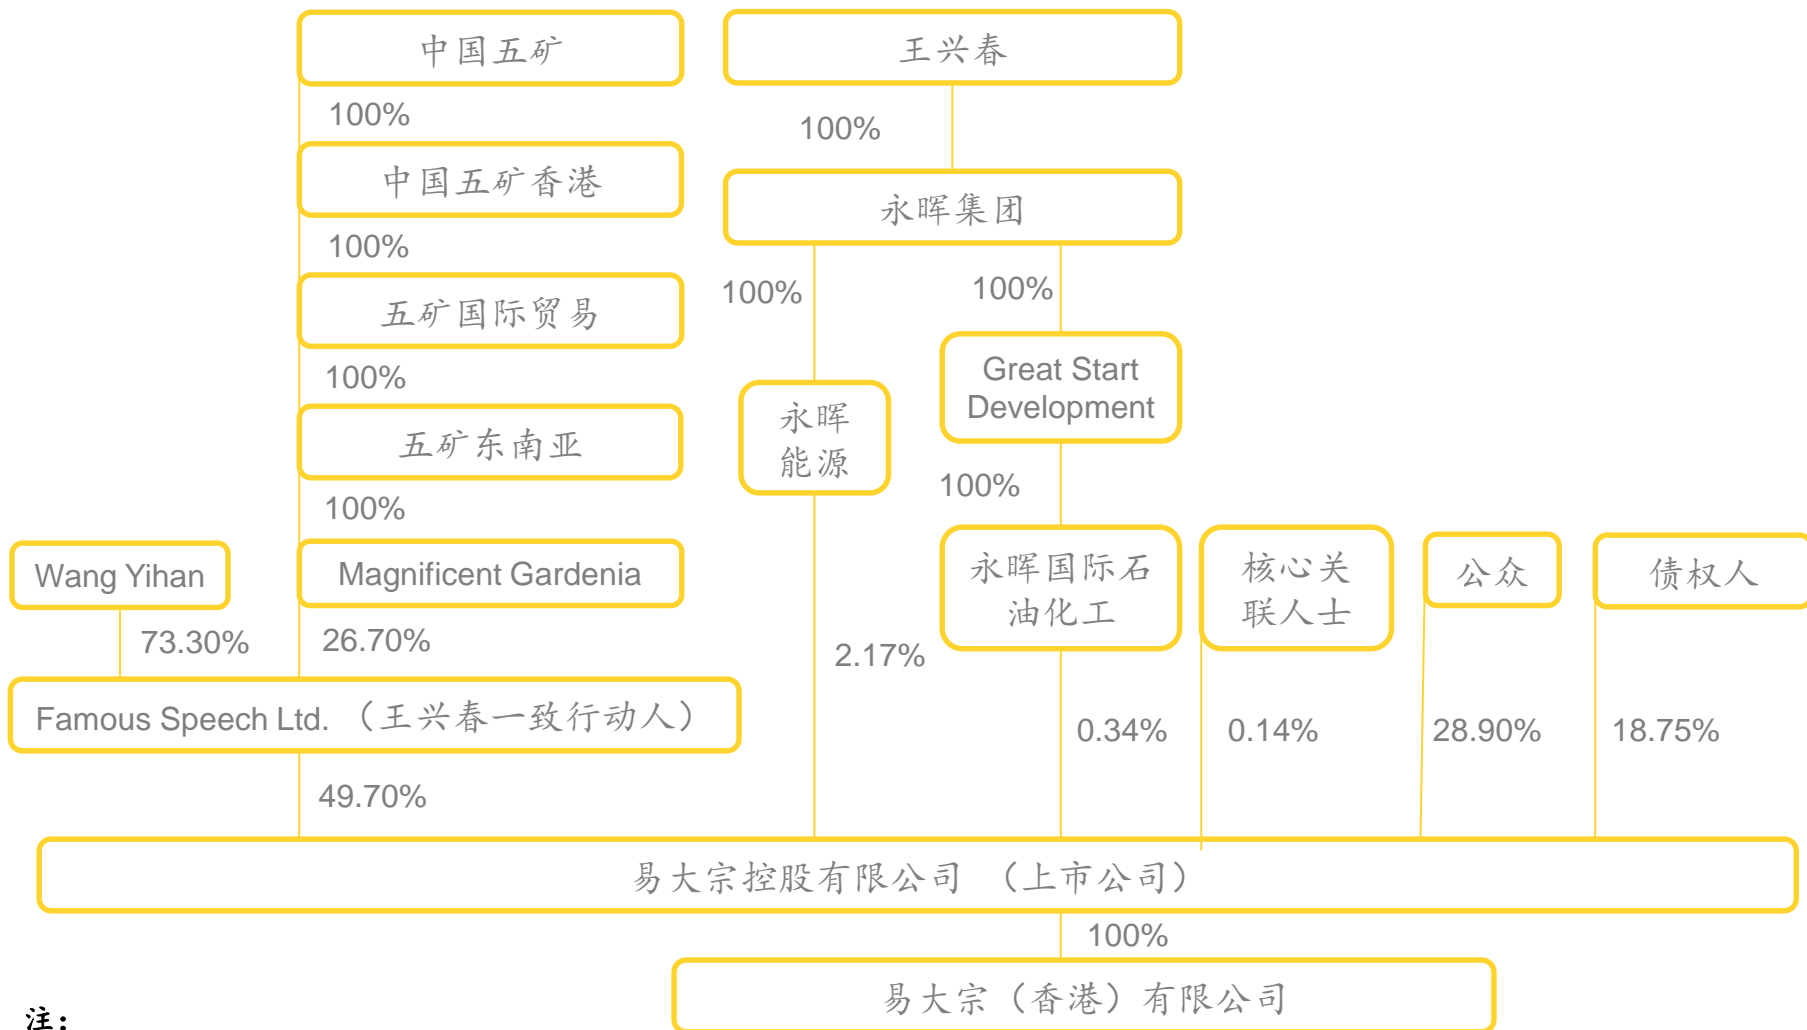 中国五矿
王兴春
100%
100%
中国五矿香港
永晖集团
100%
100%
100%
五矿国际贸易
Great Start
Development
100%
永晖
能源
五矿东南亚
100%
100%
Wang Yihan
Magnificent Gardenia
永晖国际石
油化工
核心关
联人士
公众
债权人
73.30%
26.70%
2.17%
Famous Speech Ltd. （王兴春一致行动人）
0.34%
0.14%
28.90%
18.75%
49.70%
易大宗控股有限公司 （上市公司）
100%
易大宗（香港）有限公司
注：